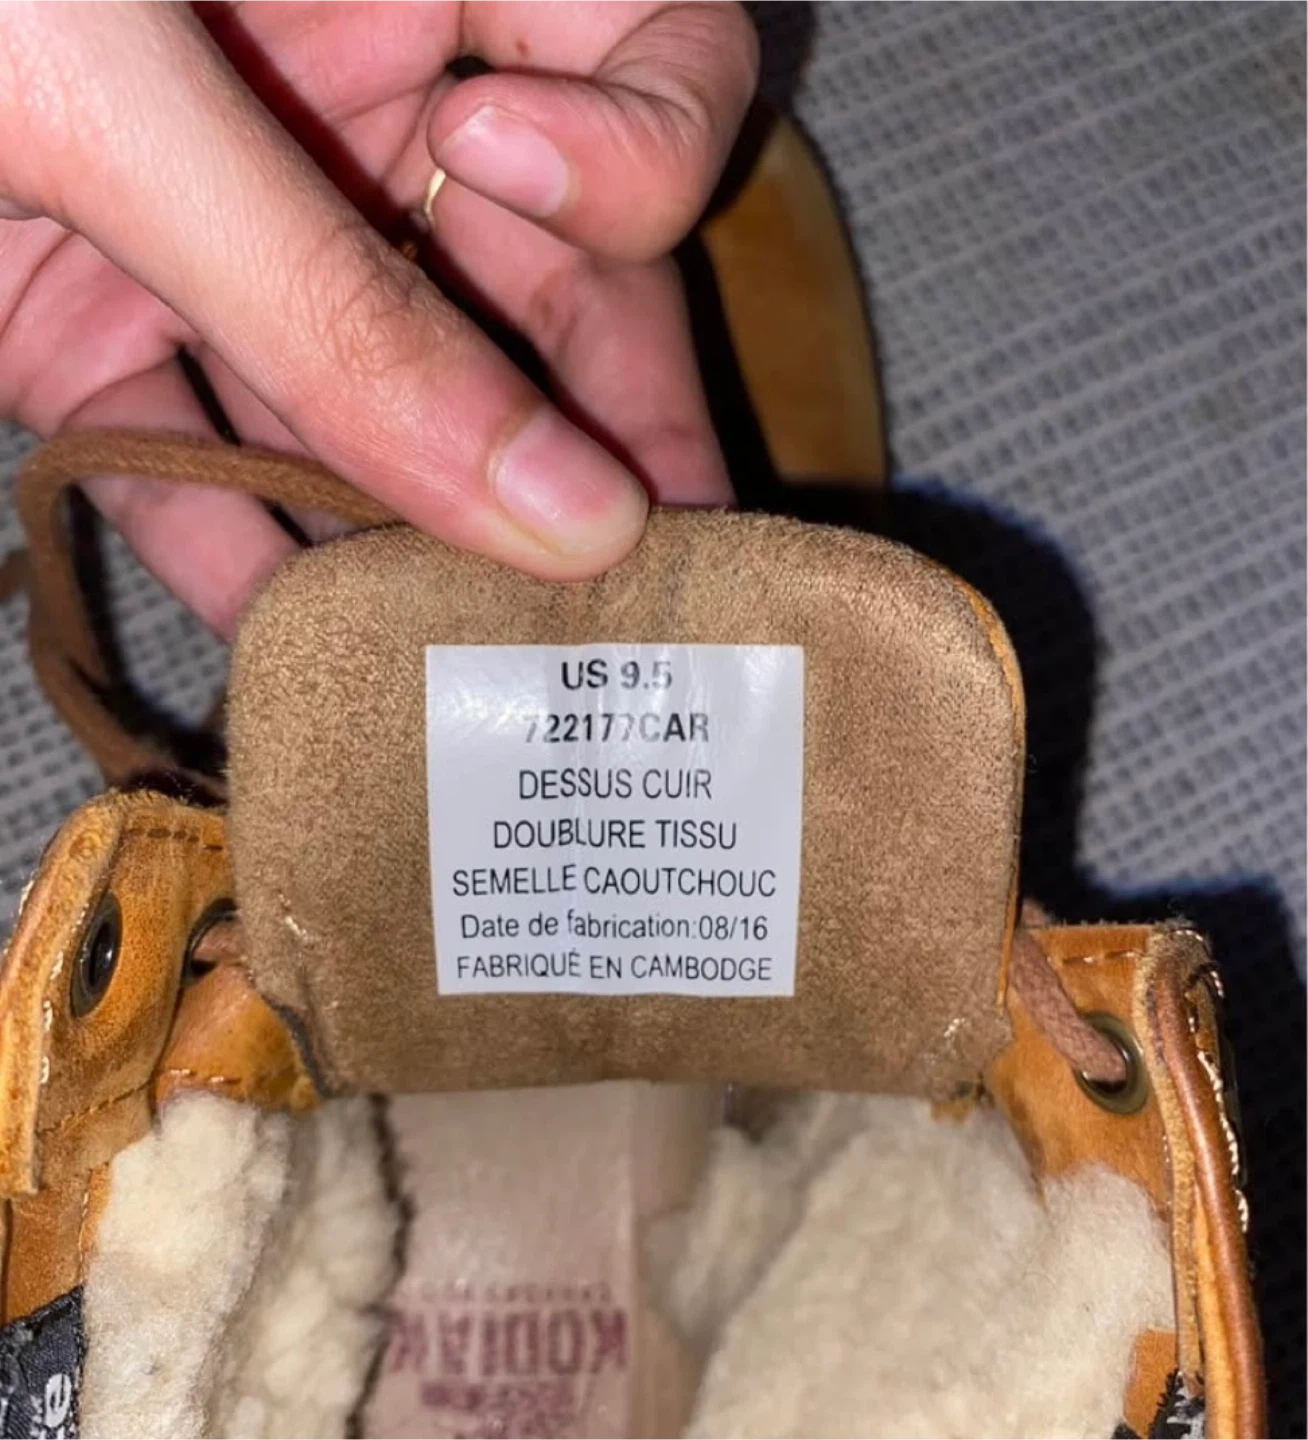 US 9.5
722177CAR
DESSUS CUIR
DOUBLURE TISSU
SEMELLE CAOUTCHOUC
Date de fabrication:08/16
FABRIQUÉ EN CAMBODGE
KODIAK